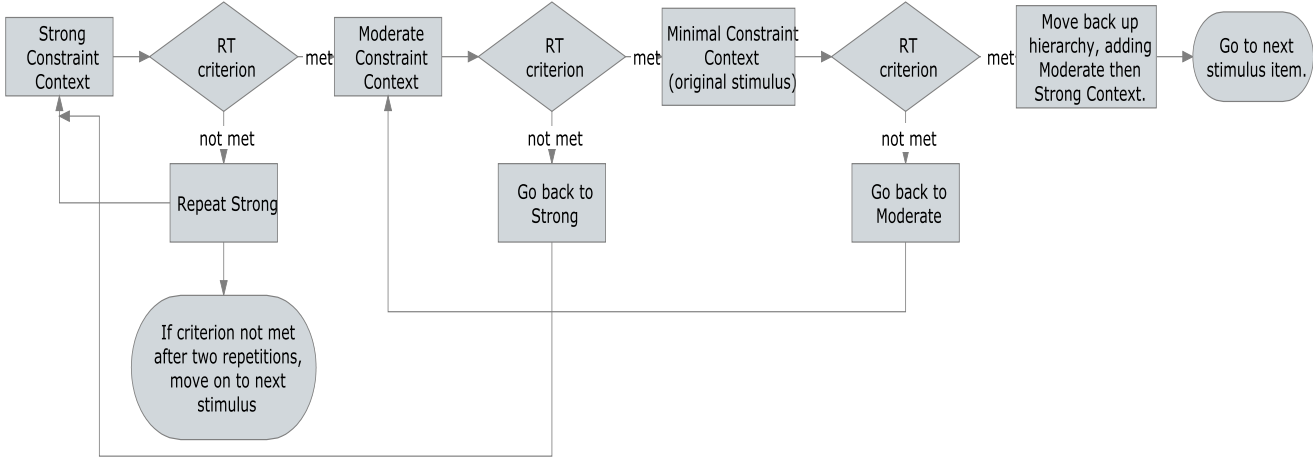 Strong
Constraint
Context
RT
criterion
met
Moderate
Constraint
Context
RT
criterion
met
Minimal Constraint
Context
(original stimulus)
RT
criterion
met
Move back up
hierarchy, adding
Moderate then
Strong Context.
Go to next
stimulus item.
not met
not met
not met
Repeat Strong
Go back to
Strong
Go back to
Moderate
If criterion not met
after two repetitions,
move on to next
stimulus